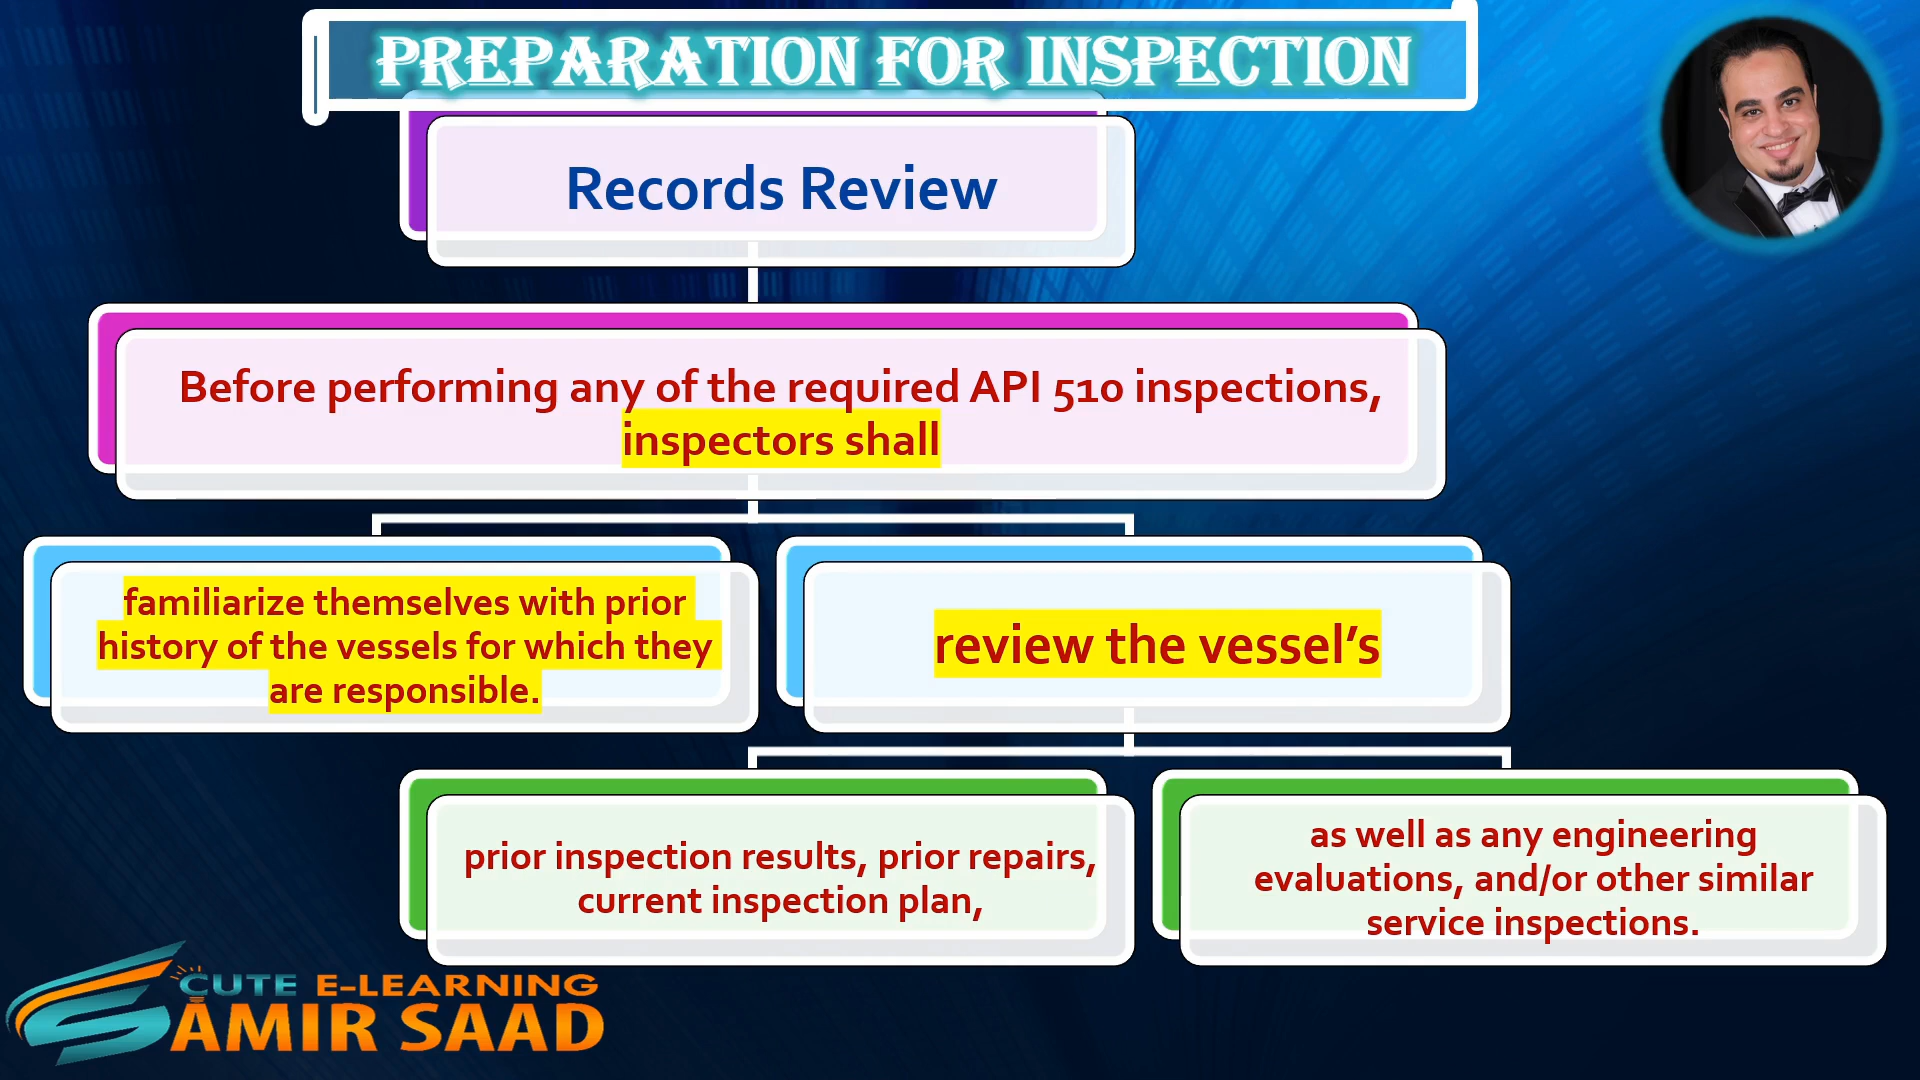 PREPARATION FOR INSPECTION
Records Review
Before performing any of the required API 510 inspections,
inspectors shall
familiarize themselves with prior
history of the vessels for which they
are responsible.
review the vessel’s
prior inspection results, prior repairs,
current inspection plan,
as well as any engineering
evaluations, and/or other similar
service inspections.
CUTE E-LEARNING
AMIR SAAD